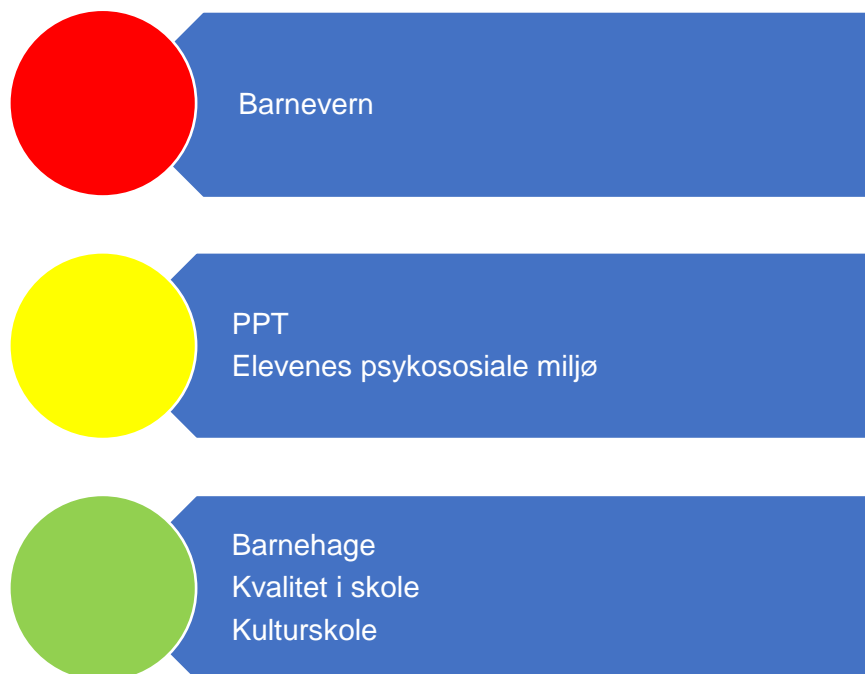 Barnevern
PPT
Elevenes psykososiale miljø
Barnehage
Kvalitet i skole
Kulturskole